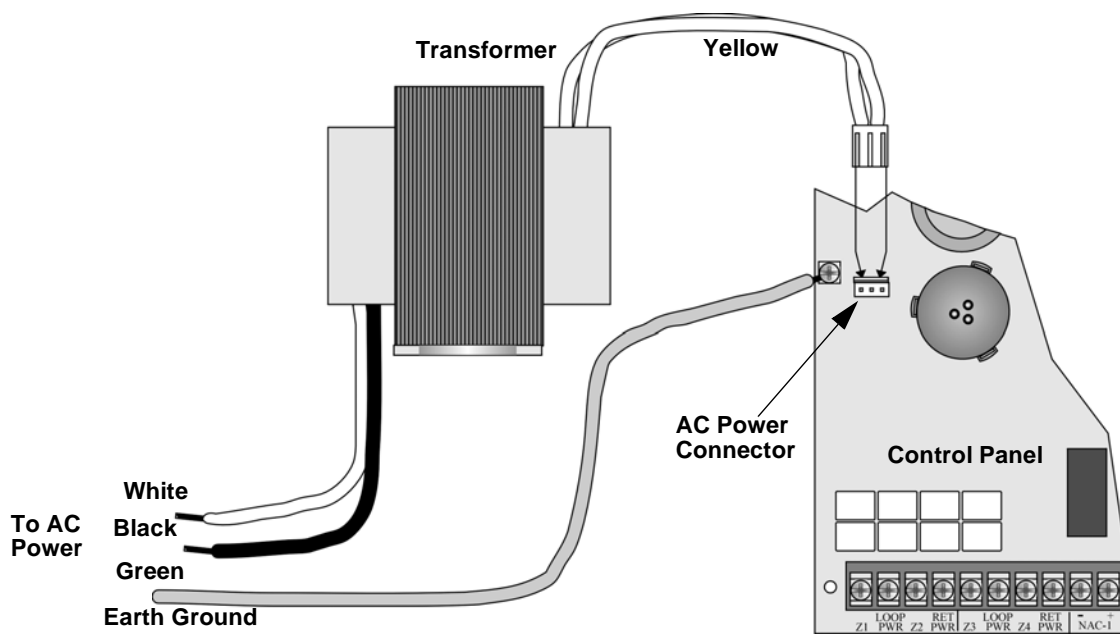 Transformer
Yellow
AC Power
Connector
Control Panel
White
To AC
Power
Black
Green
Earth Ground
Z1 LOOP PWR Z2 RET PWR Z3 LOOP PWR Z4 RET PWR - + NAC-1